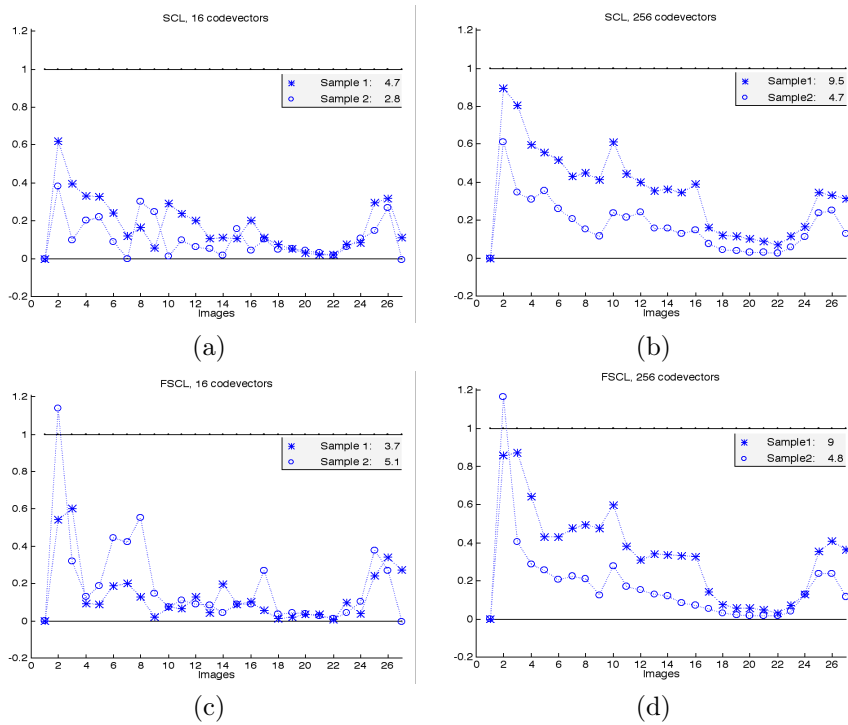 SCL, 16 codevectors
1.2
1
0.8
0.6
0.4
0.2
0
-0.2
Sample 1: 4.7
Sample 2: 2.8
0 2 4 6 8 10 12 14 16 18 20 22 24 26
Images
(a)
SCL, 256 codevectors
1.2
1
0.8
0.6
0.4
0.2
0
-0.2
Sample1: 9.5
Sample2: 4.7
0 2 4 6 8 10 12 14 16 18 20 22 24 26
Images
(b)
FSCL, 16 codevectors
1.2
1
0.8
0.6
0.4
0.2
0
-0.2
Sample 1: 3.7
Sample 2: 5.1
0 2 4 6 8 10 12 14 16 18 20 22 24 26
Images
(c)
FSCL, 256 codevectors
1.2
1
0.8
0.6
0.4
0.2
0
-0.2
Sample1: 9
Sample2: 4.8
0 2 4 6 8 10 12 14 16 18 20 22 24 26
Images
(d)